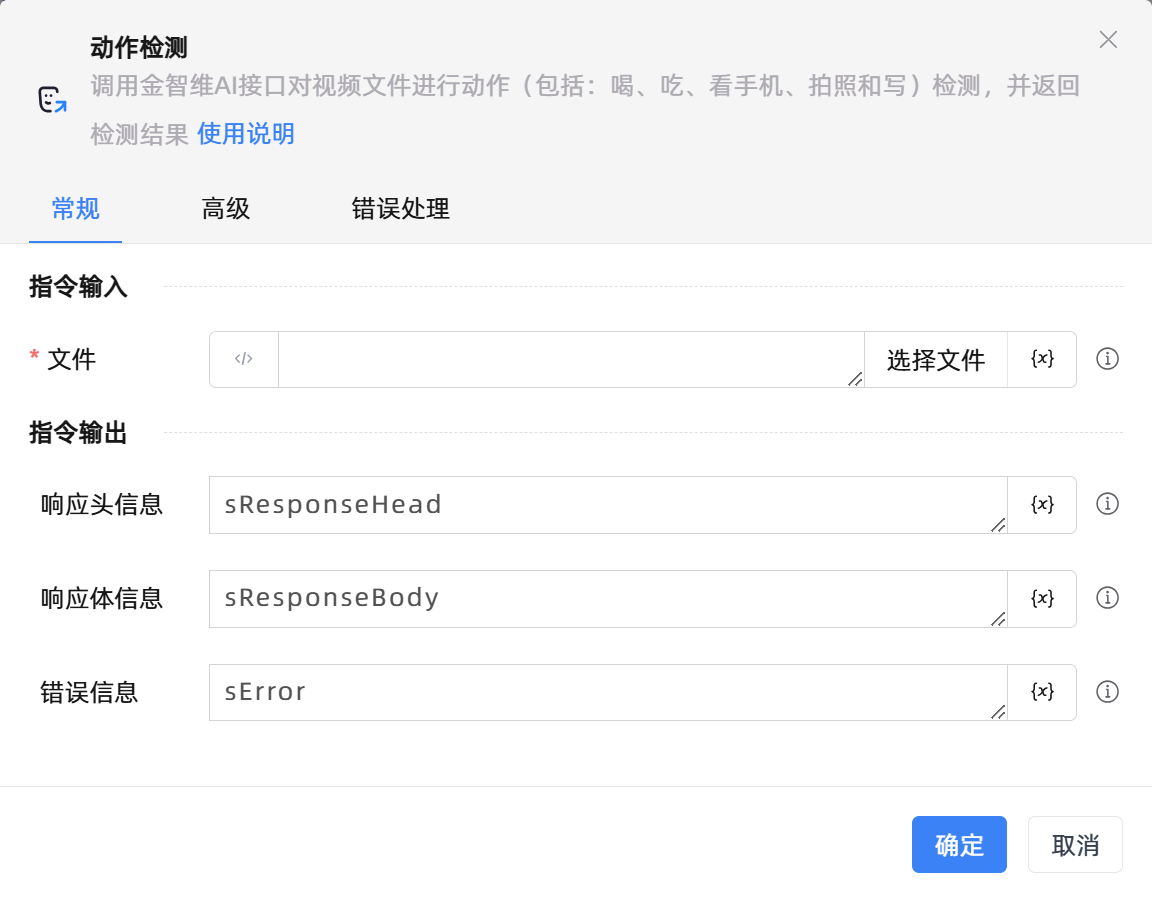 动作检测
调用金智维AI接口对视频文件进行动作（包括：喝、吃、看手机、拍照和写）检测，并返回
检测结果 使用说明
常规 高级 错误处理
指令输入
* 文件 </> 选择文件 {x}
指令输出
响应头信息 sResponseHead {x}
响应体信息 sResponseBody {x}
错误信息 sError {x}
确定 取消